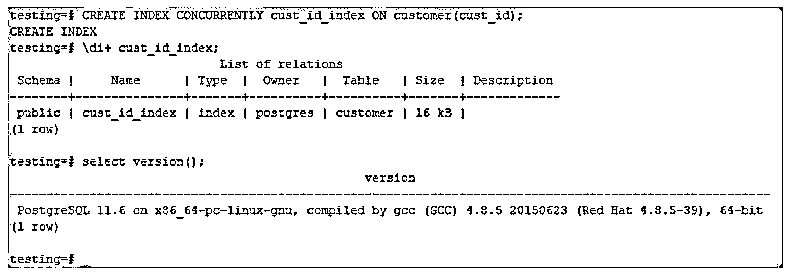 testing=# CREATE INDEX CONCURRENTLY cust_id_index ON customer(cust_id);
CREATE INDEX
testing=# \di+ cust_id_index;
List of relations
Schema | Name | Type | Owner | Table | Size | Description
--------+---------------+-------+----------+----------+-------+-------------
public | cust_id_index | index | postgres | customer | 16 kB |
(1 row)
testing=# select version();
version
---------------------------------------------------------------------------------------------------------
PostgreSQL 11.6 on x86_64-pc-linux-gnu, compiled by gcc (GCC) 4.8.5 20150623 (Red Hat 4.8.5-39), 64-bit
(1 row)
testing=#